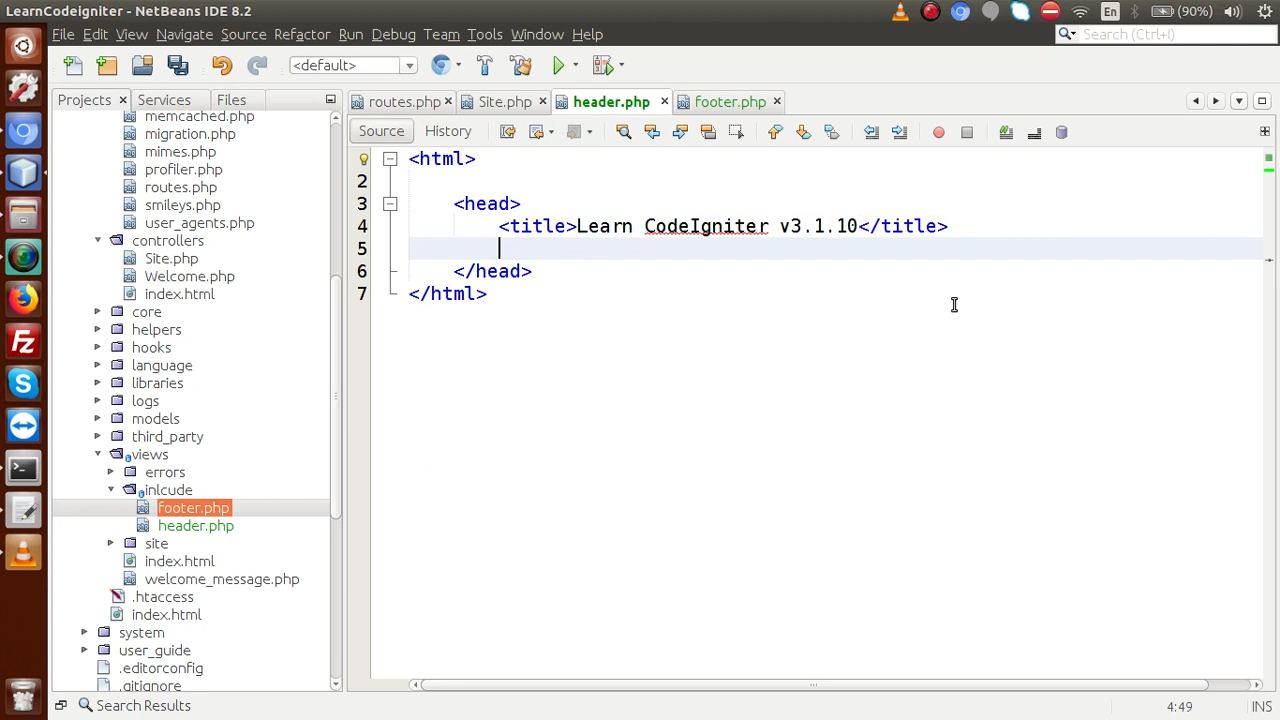 LearnCodeigniter - NetBeans IDE 8.2
En
(90%)
File Edit View Navigate Source Refactor Run Debug Team Tools Window Help
Search (Ctrl+I)
<default>
Projects Services Files
routes.php Site.php header.php footer.php
Source History
memcached.php
migration.php
mimes.php
profiler.php
routes.php
smileys.php
user_agents.php
controllers
Site.php
Welcome.php
index.html
core
helpers
hooks
language
libraries
logs
models
third_party
views
errors
inlcude
footer.php
header.php
site
index.html
welcome_message.php
.htaccess
index.html
system
user_guide
.editorconfig
.gitignore
<html>
2
3 <head>
4 <title>Learn CodeIgniter v3.1.10</title>
5
6 </head>
7 </html>
Search Results
4:49
INS